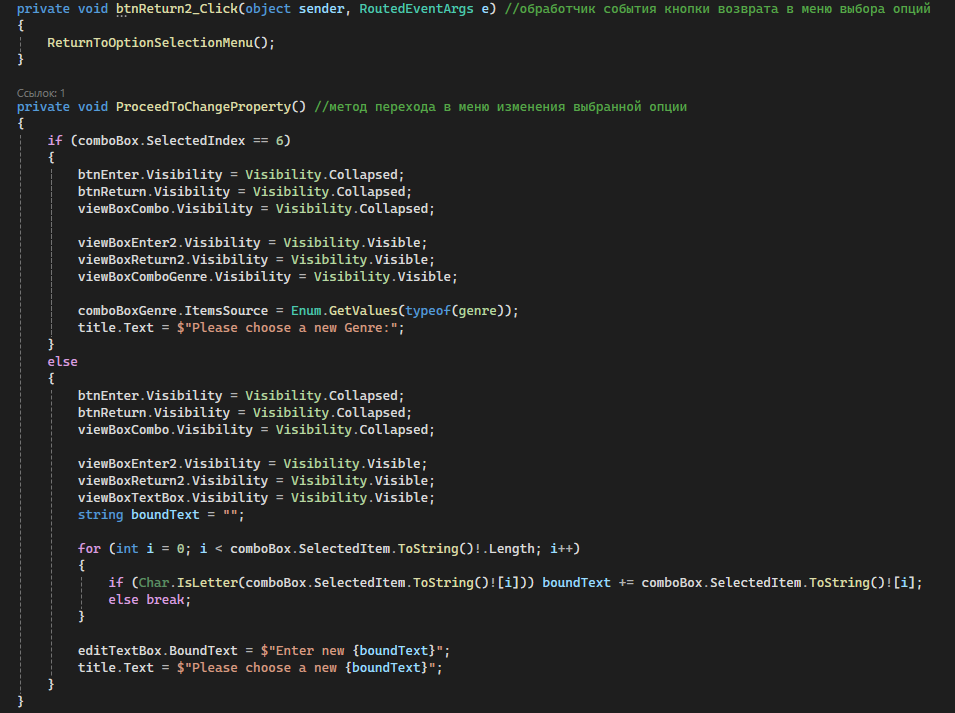 private void btnReturn2_Click(object sender, RoutedEventArgs e) //обработчик события кнопки возврата в меню выбора опций
{
    ReturnToOptionSelectionMenu();
}

Ссылок: 1
private void ProceedToChangeProperty() //метод перехода в меню изменения выбранной опции
{
    if (comboBox.SelectedIndex == 6)
    {
        btnEnter.Visibility = Visibility.Collapsed;
        btnReturn.Visibility = Visibility.Collapsed;
        viewBoxCombo.Visibility = Visibility.Collapsed;

        viewBoxEnter2.Visibility = Visibility.Visible;
        viewBoxReturn2.Visibility = Visibility.Visible;
        viewBoxComboGenre.Visibility = Visibility.Visible;

        comboBoxGenre.ItemsSource = Enum.GetValues(typeof(genre));
        title.Text = $"Please choose a new Genre:";
    }
    else
    {
        btnEnter.Visibility = Visibility.Collapsed;
        btnReturn.Visibility = Visibility.Collapsed;
        viewBoxCombo.Visibility = Visibility.Collapsed;

        viewBoxEnter2.Visibility = Visibility.Visible;
        viewBoxReturn2.Visibility = Visibility.Visible;
        viewBoxTextBox.Visibility = Visibility.Visible;
        string boundText = "";

        for (int i = 0; i < comboBox.SelectedItem.ToString()!.Length; i++)
        {
            if (Char.IsLetter(comboBox.SelectedItem.ToString()![i])) boundText += comboBox.SelectedItem.ToString()![i];
            else break;
        }

        editTextBox.BoundText = $"Enter new {boundText}";
        title.Text = $"Please choose a new {boundText}";
    }
}